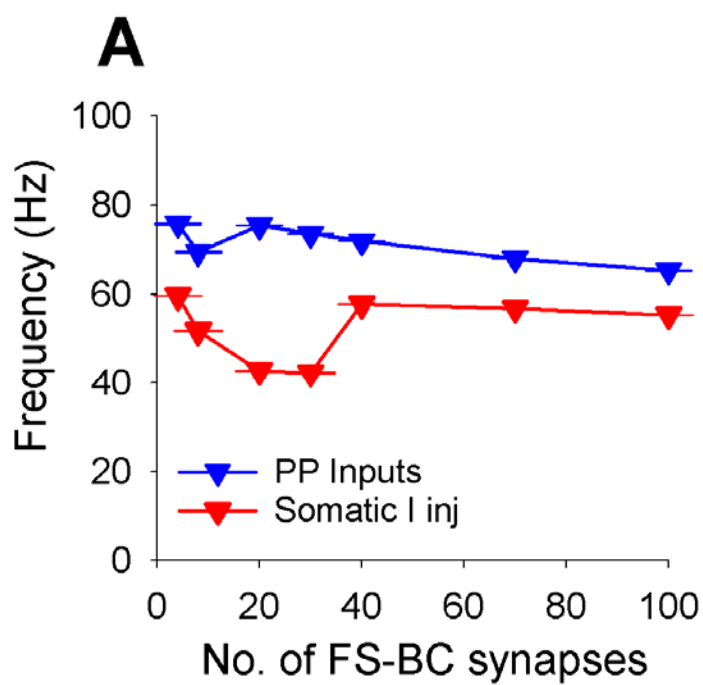 A
100
80
60
40
20
0
Frequency (Hz)
PP Inputs
Somatic I inj
0 20 40 60 80 100
No. of FS-BC synapses